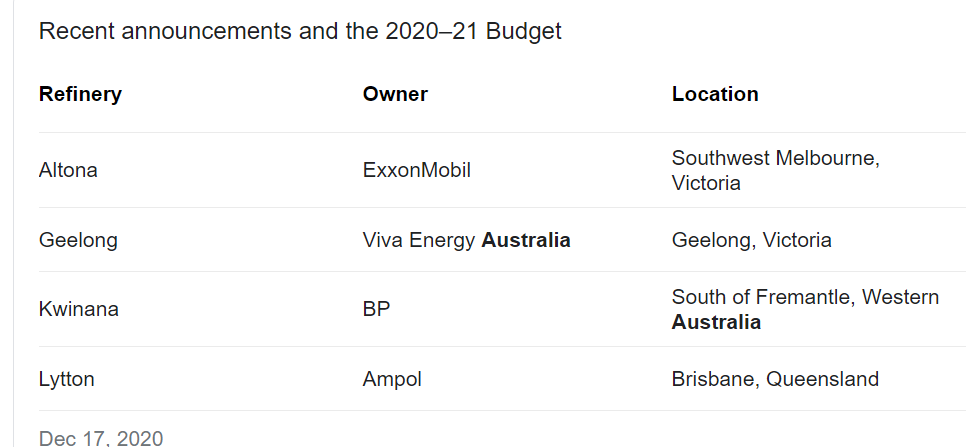 Recent announcements and the 2020–21 Budget
Refinery Owner Location
Altona ExxonMobil Southwest Melbourne,
Victoria
Geelong Viva Energy Australia Geelong, Victoria
Kwinana BP South of Fremantle, Western
Australia
Lytton Ampol Brisbane, Queensland
Dec 17, 2020